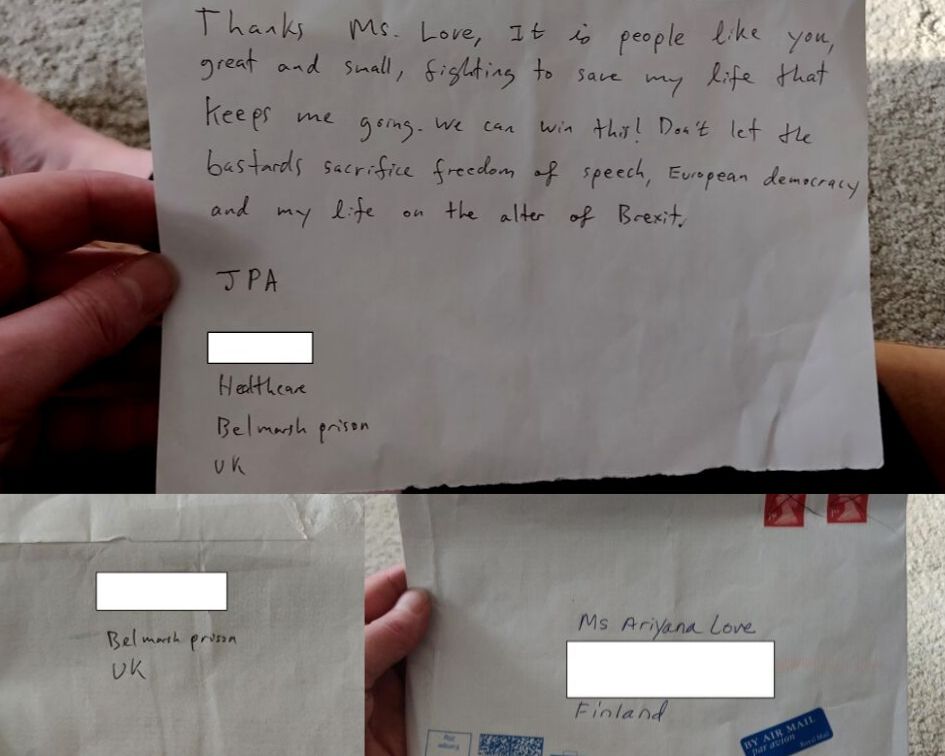 Thanks Ms. Love, It is people like you,
great and small, fighting to save my life that
keeps me going. We can win this! Don't let the
bastards sacrifice freedom of speech, European democracy
and my life on the alter of Brexit.
JPA
Healthcare
Belmarsh prison
UK
Belmarsh prison
UK
1st
Ms Ariyana Love
Finland
BY AIR MAIL
par avion
Royal Mail